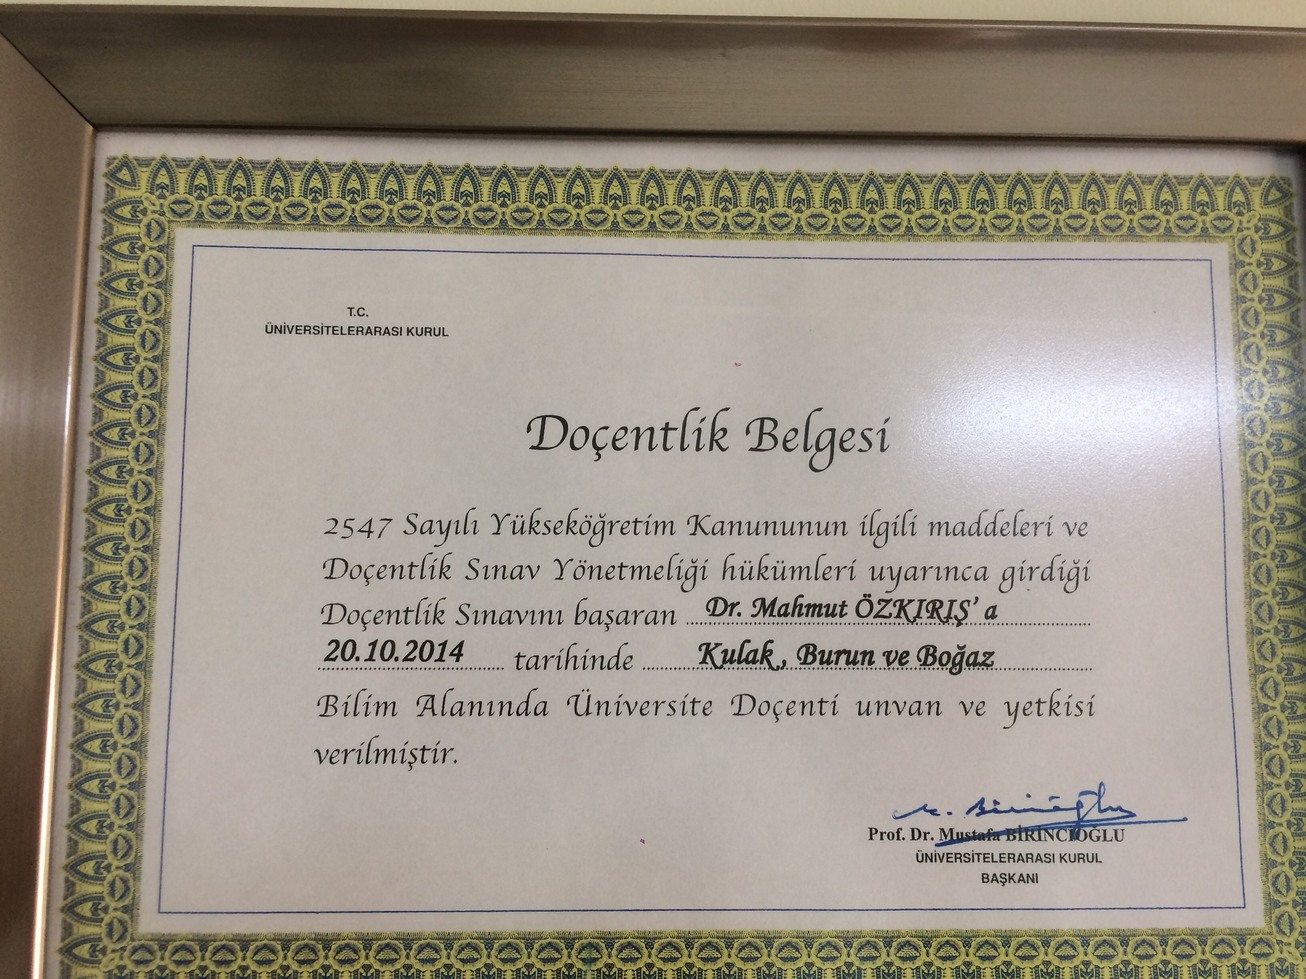 T.C.
ÜNİVERSİTELERARASI KURUL
Doçentlik Belgesi
2547 Sayılı Yükseköğretim Kanununun ilgili maddeleri ve
Doçentlik Sınav Yönetmeliği hükümleri uyarınca girdiği
Doçentlik Sınavını başaran Dr. Mahmut ÖZKIRIŞ' a
20.10.2014 tarihinde Kulak, Burun ve Boğaz
Bilim Alanında Üniversite Doçenti unvan ve yetkisi
verilmiştir.
Prof. Dr. Mustafa BİRİNCİOĞLU
ÜNİVERSİTELERARASI KURUL
BAŞKANI